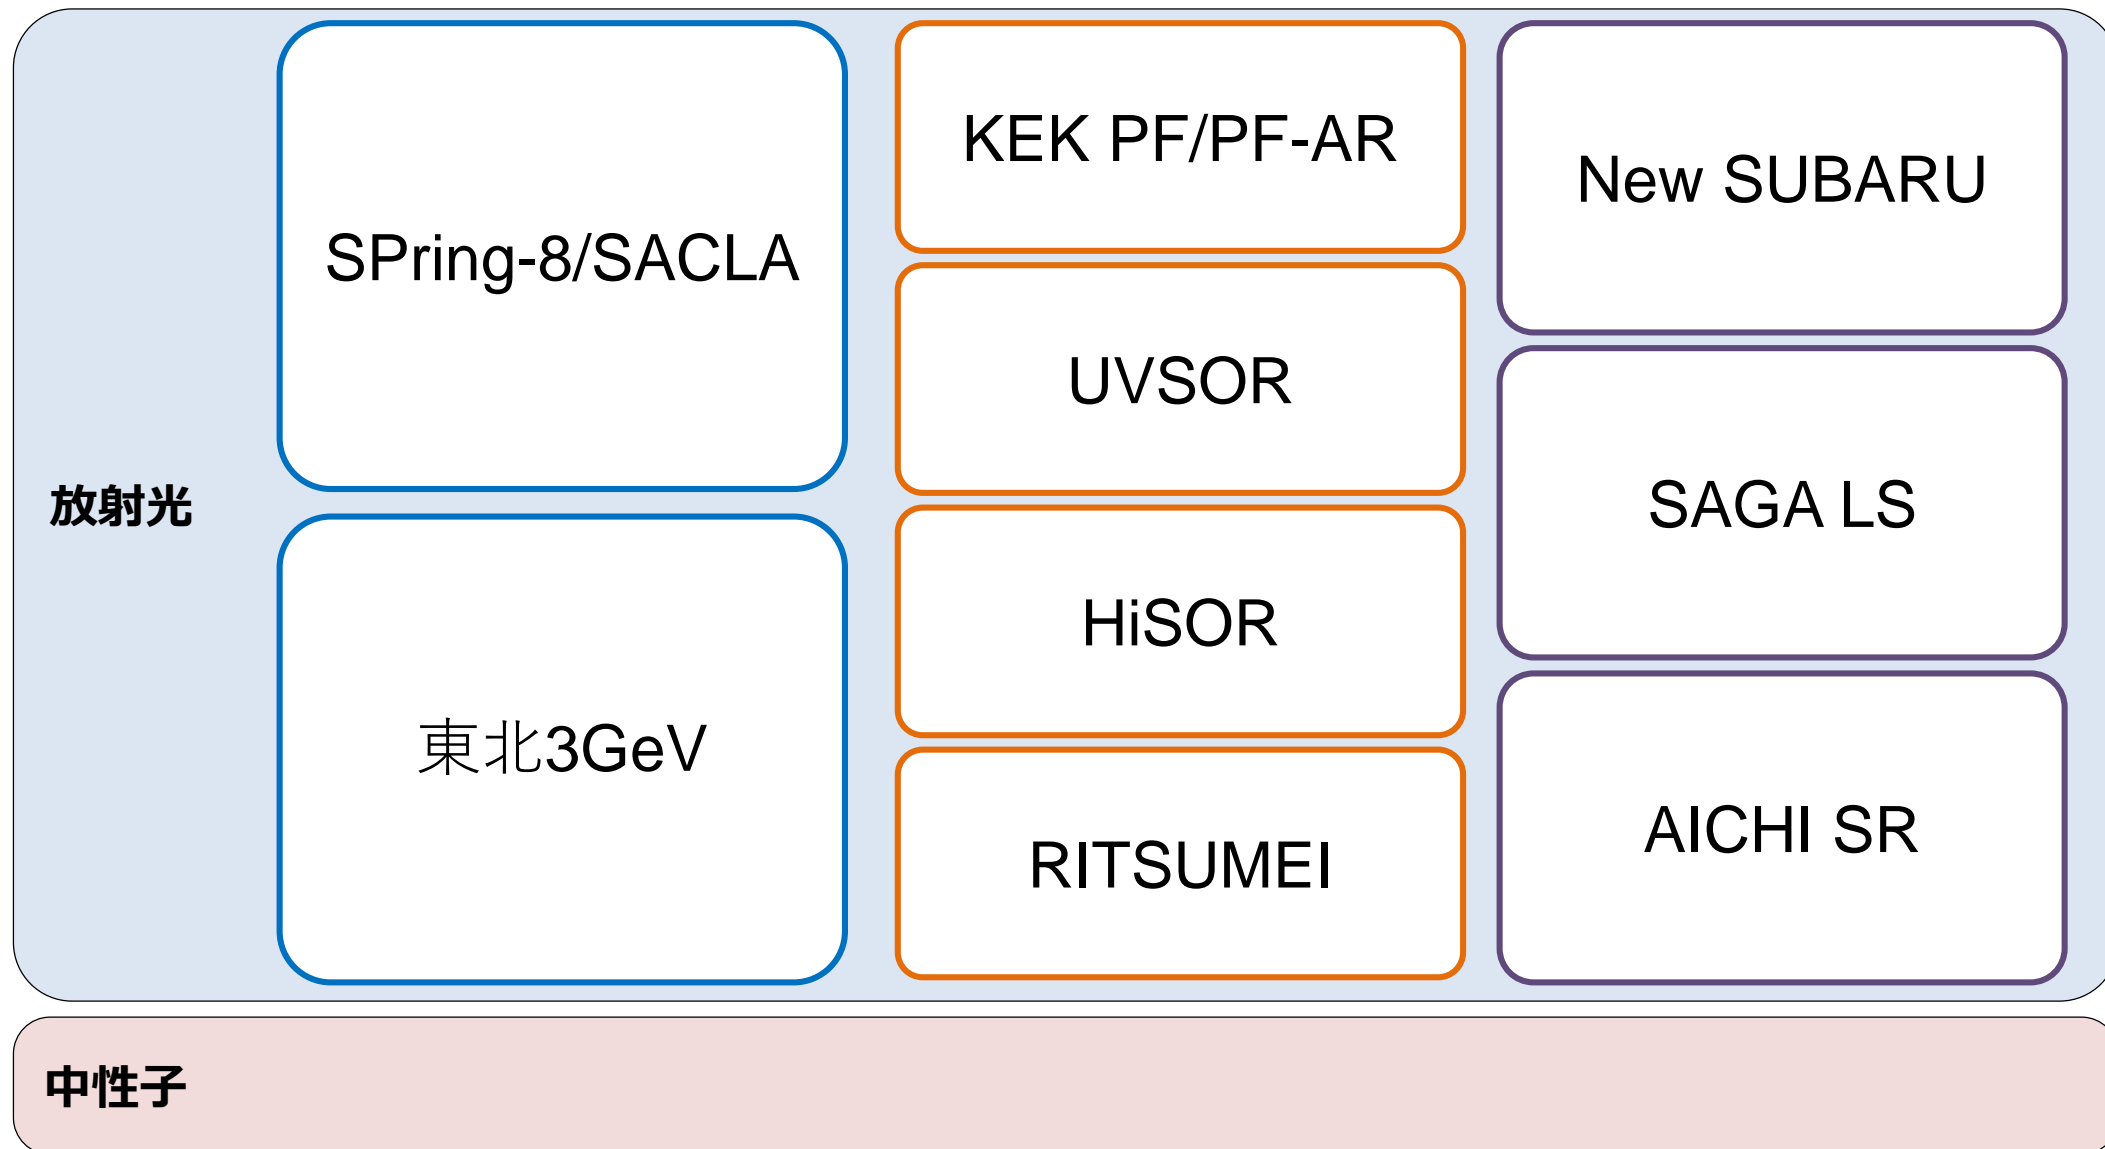 放射光
SPring-8/SACLA
東北3GeV
KEK PF/PF-AR
UVSOR
HiSOR
RITSUMEI
New SUBARU
SAGA LS
AICHI SR
中性子